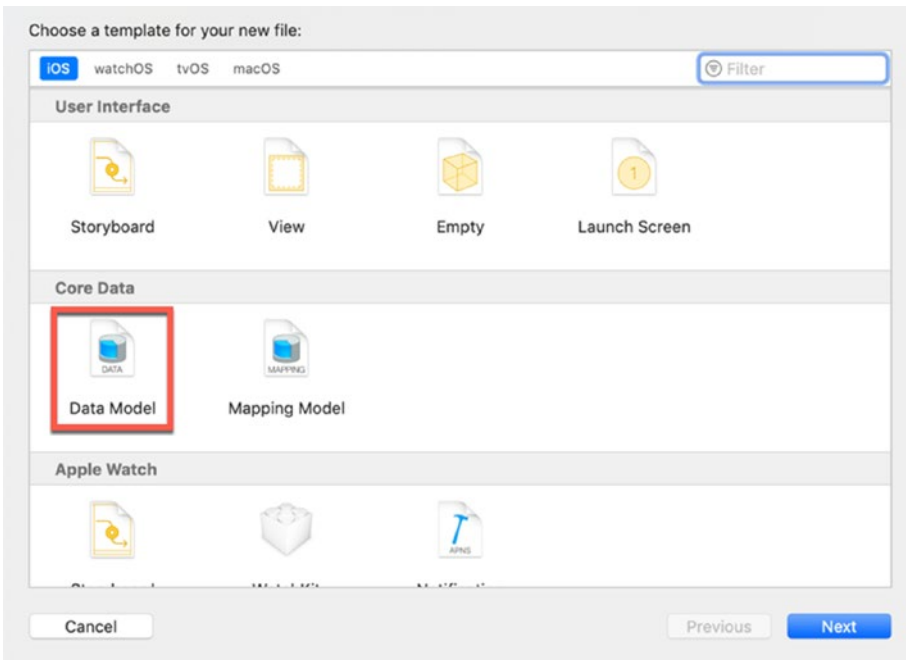 Choose a template for your new file:
iOS watchOS tvOS macOS Filter
User Interface
1
Storyboard View Empty Launch Screen
Core Data
DATA MAPPING
Data Model Mapping Model
Apple Watch
APNS
Cancel Previous Next